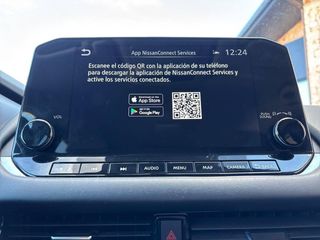 App NissanConnect Services
12:24
Escanee el código QR con la aplicación de su teléfono
para descargar la aplicación de NissanConnect Services y
active los servicios conectados.
App Store
Google Play
VOL
AUDIO
MENU
MAP
CAMERA